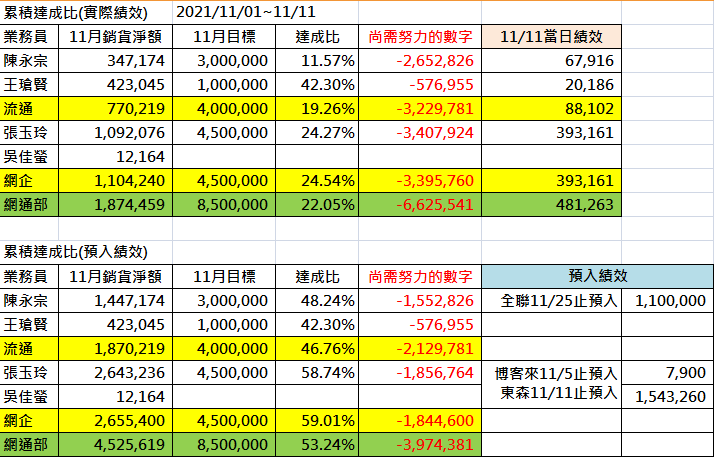 累積達成比(實際績效) 2021/11/01~11/11
業務員 11月銷貨淨額 11月目標 達成比 尚需努力的數字 11/11當日績效
陳永宗 347,174 3,000,000 11.57% -2,652,826 67,916
王瑲賢 423,045 1,000,000 42.30% -576,955 20,186
流通 770,219 4,000,000 19.26% -3,229,781 88,102
張玉玲 1,092,076 4,500,000 24.27% -3,407,924 393,161
吳佳螢 12,164
網企 1,104,240 4,500,000 24.54% -3,395,760 393,161
網通部 1,874,459 8,500,000 22.05% -6,625,541 481,263
累積達成比(預入績效)
業務員 11月銷貨淨額 11月目標 達成比 尚需努力的數字 預入績效
陳永宗 1,447,174 3,000,000 48.24% -1,552,826 全聯11/25止預入 1,100,000
王瑲賢 423,045 1,000,000 42.30% -576,955
流通 1,870,219 4,000,000 46.76% -2,129,781
張玉玲 2,643,236 4,500,000 58.74% -1,856,764 博客來11/5止預入 7,900
吳佳螢 12,164 東森11/11止預入 1,543,260
網企 2,655,400 4,500,000 59.01% -1,844,600
網通部 4,525,619 8,500,000 53.24% -3,974,381